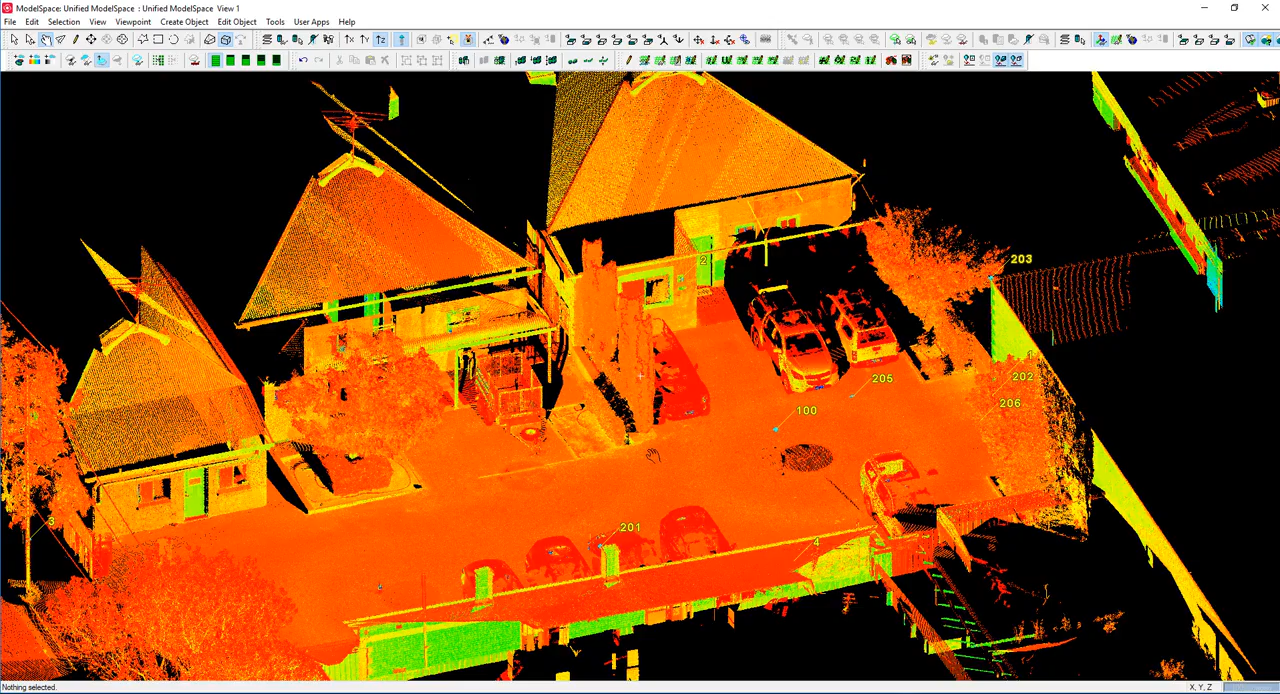 ModelSpace: Unified ModelSpace : Unified ModelSpace View 1
File Edit Selection View Viewpoint Create Object Edit Object Tools User Apps Help
203
2
202
205
206
100
3
201
4
Nothing selected.
X, Y, Z